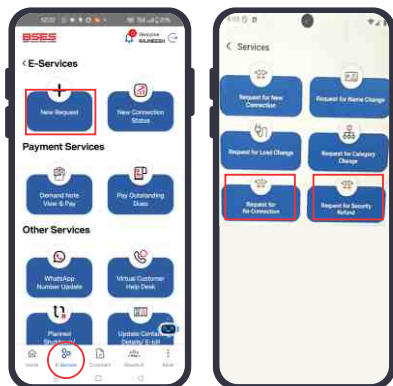 BSES
Welcome
RAJNEESH
< E-Services
New Request
New Connection
Status
Payment Services
Demand Note
View & Pay
Pay Outstanding
Dues
Other Services
WhatsApp
Number Update
Virtual Customer
Help Desk
Planned
Update Contact
Details/ E-bill
Home
E-Services
More
< Services
Request for New
Connection
Request for Name Change
Request for Load Change
Request for Category
Change
Request for
Re-Connection
Request for Security
Refund